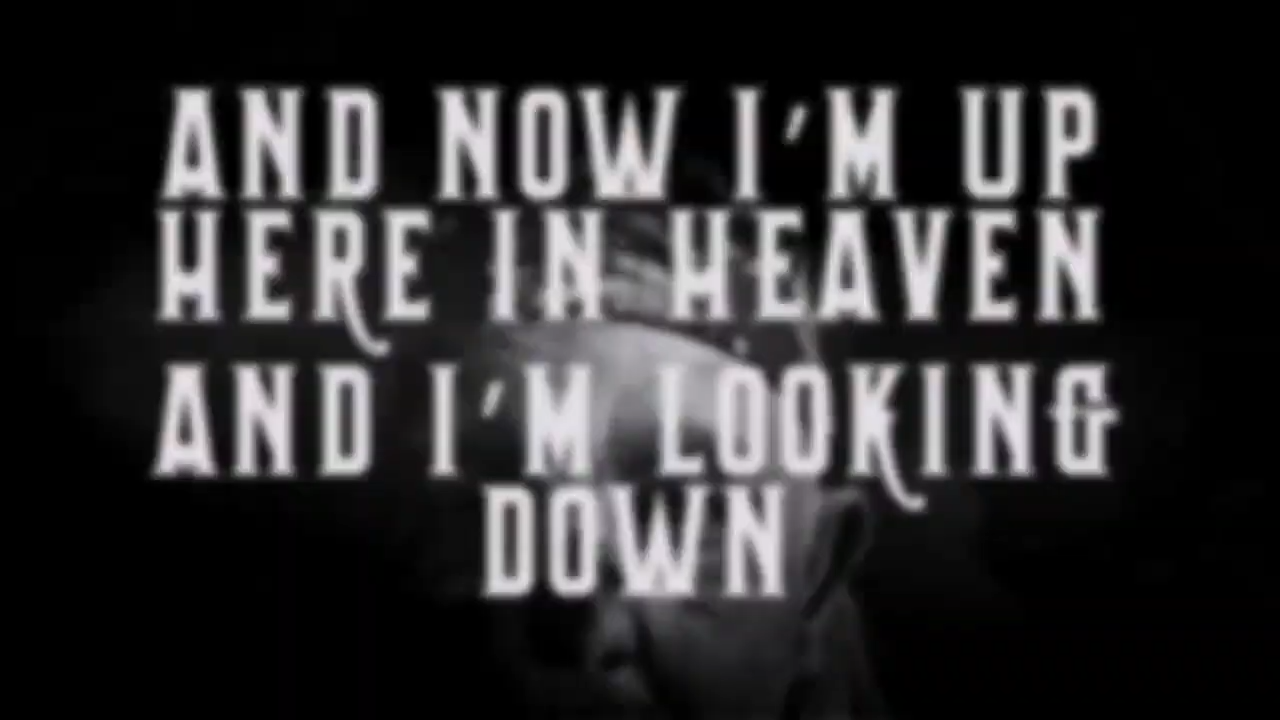 AND NOW I'M UP
HERE IN HEAVEN
AND I'M LOOKING
DOWN